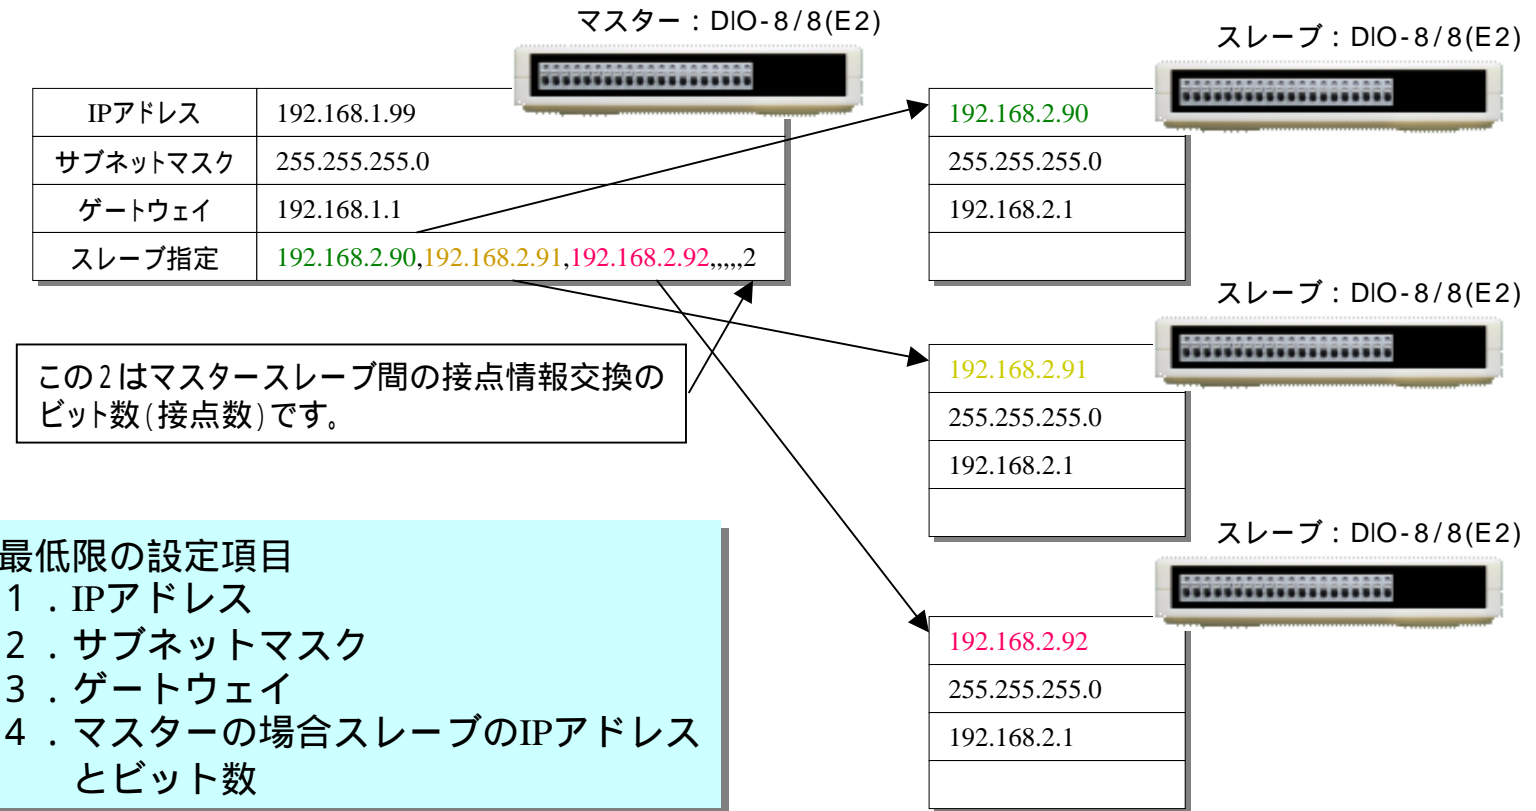 マスター：DIO-8/8(E2)
IPアドレス 192.168.1.99
サブネットマスク 255.255.255.0
ゲートウェイ 192.168.1.1
スレーブ指定 192.168.2.90,192.168.2.91,192.168.2.92,,,,,2
この2はマスタースレーブ間の接点情報交換の
ビット数(接点数)です。
スレーブ：DIO-8/8(E2)
192.168.2.90
255.255.255.0
192.168.2.1
スレーブ：DIO-8/8(E2)
192.168.2.91
255.255.255.0
192.168.2.1
スレーブ：DIO-8/8(E2)
192.168.2.92
255.255.255.0
192.168.2.1
最低限の設定項目
１．IPアドレス
２．サブネットマスク
３．ゲートウェイ
４．マスターの場合スレーブのIPアドレス
とビット数